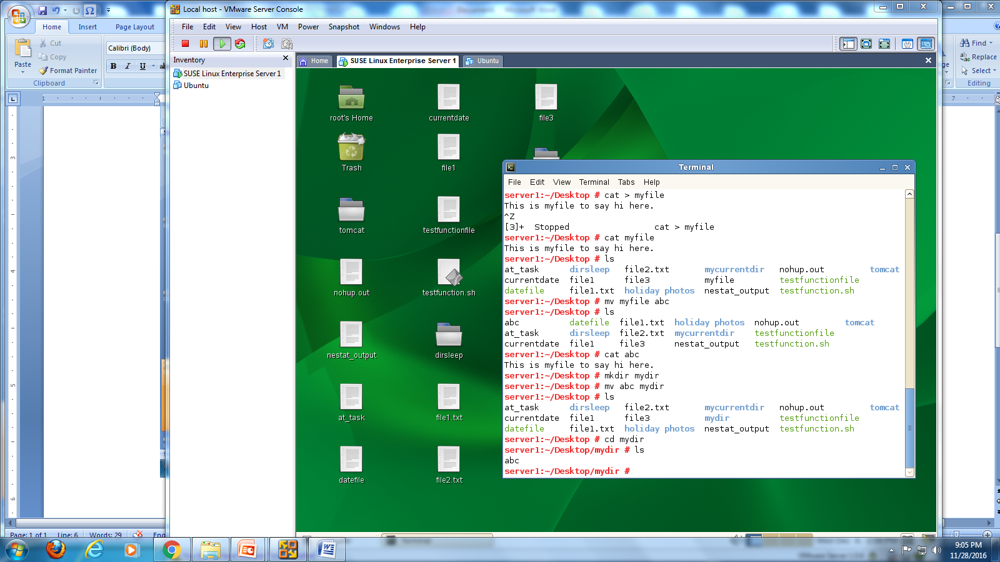 Local host - VMware Server Console
Home Insert Page Layout
File Edit View Host VM Power Snapshot Windows Help
Paste
Cut
Copy
Format Painter
Clipboard
Calibri (Body)
B I U
Find
Replace
Select
Editing
Inventory
SUSE Linux Enterprise Server 1
Ubuntu
Home SUSE Linux Enterprise Server 1 Ubuntu
root's Home currentdate file3
Trash file1
tomcat testfunctionfile
nohup.out testfunction.sh
nestat_output dirsleep
at_task file1.txt
datefile file2.txt
Terminal
File Edit View Terminal Tabs Help
server1:~/Desktop # cat > myfile
This is myfile to say hi here.
^Z
[3]+ Stopped cat > myfile
server1:~/Desktop # cat myfile
This is myfile to say hi here.
server1:~/Desktop # ls
at_task dirsleep file2.txt mycurrentdir nohup.out tomcat
currentdate file1 file3 myfile testfunctionfile
datefile file1.txt holiday photos nestat_output testfunction.sh
server1:~/Desktop # mv myfile abc
server1:~/Desktop # ls
abc datefile file1.txt holiday photos nohup.out tomcat
at_task dirsleep file2.txt mycurrentdir testfunctionfile
currentdate file1 file3 nestat_output testfunction.sh
server1:~/Desktop # cat abc
This is myfile to say hi here.
server1:~/Desktop # mkdir mydir
server1:~/Desktop # mv abc mydir
server1:~/Desktop # ls
at_task dirsleep file2.txt mycurrentdir nohup.out tomcat
currentdate file1 file3 mydir testfunctionfile
datefile file1.txt holiday photos nestat_output testfunction.sh
server1:~/Desktop # cd mydir
server1:~/Desktop/mydir # ls
abc
server1:~/Desktop/mydir #
Page: 1 of 1 Line: 6 Words: 29
9:05 PM
11/28/2016